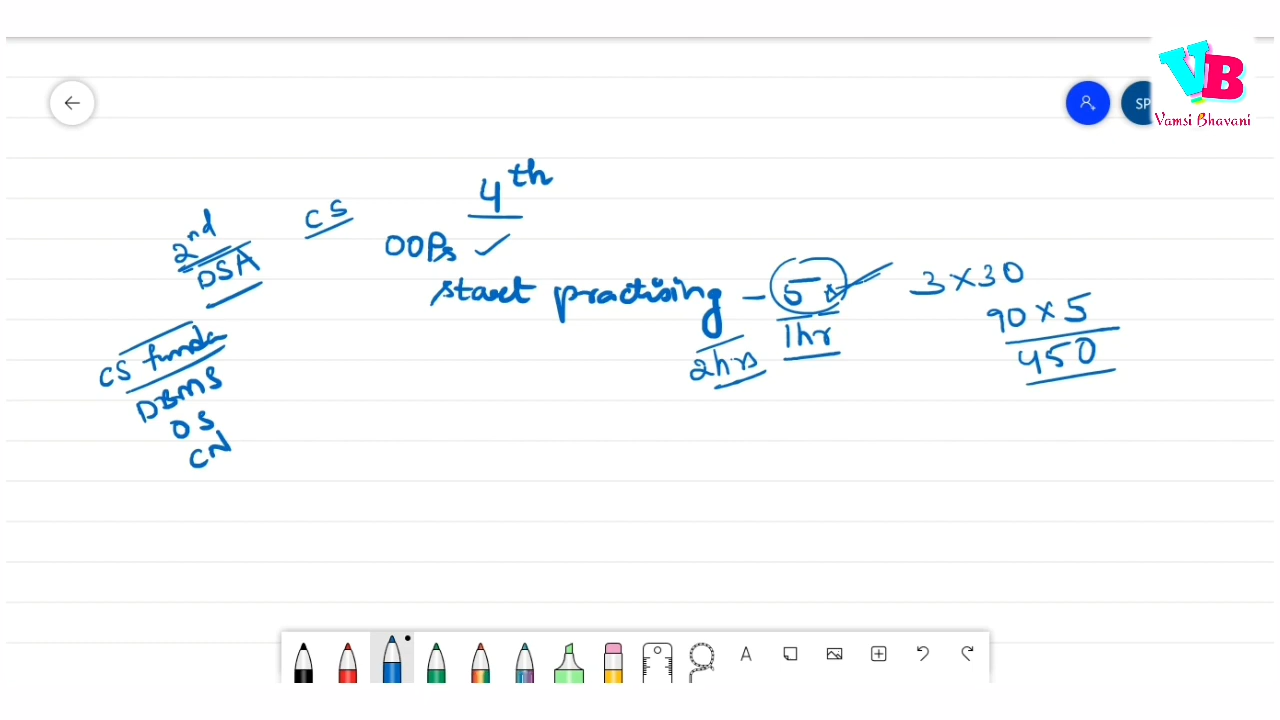 VB
Vamsi Bhavani
SP
4th
2nd
DSA
CS
OOPs
start practising - 5
2hrs
1hr
3x30
90x5
450
CS funda
DBMS
OS
CN
A